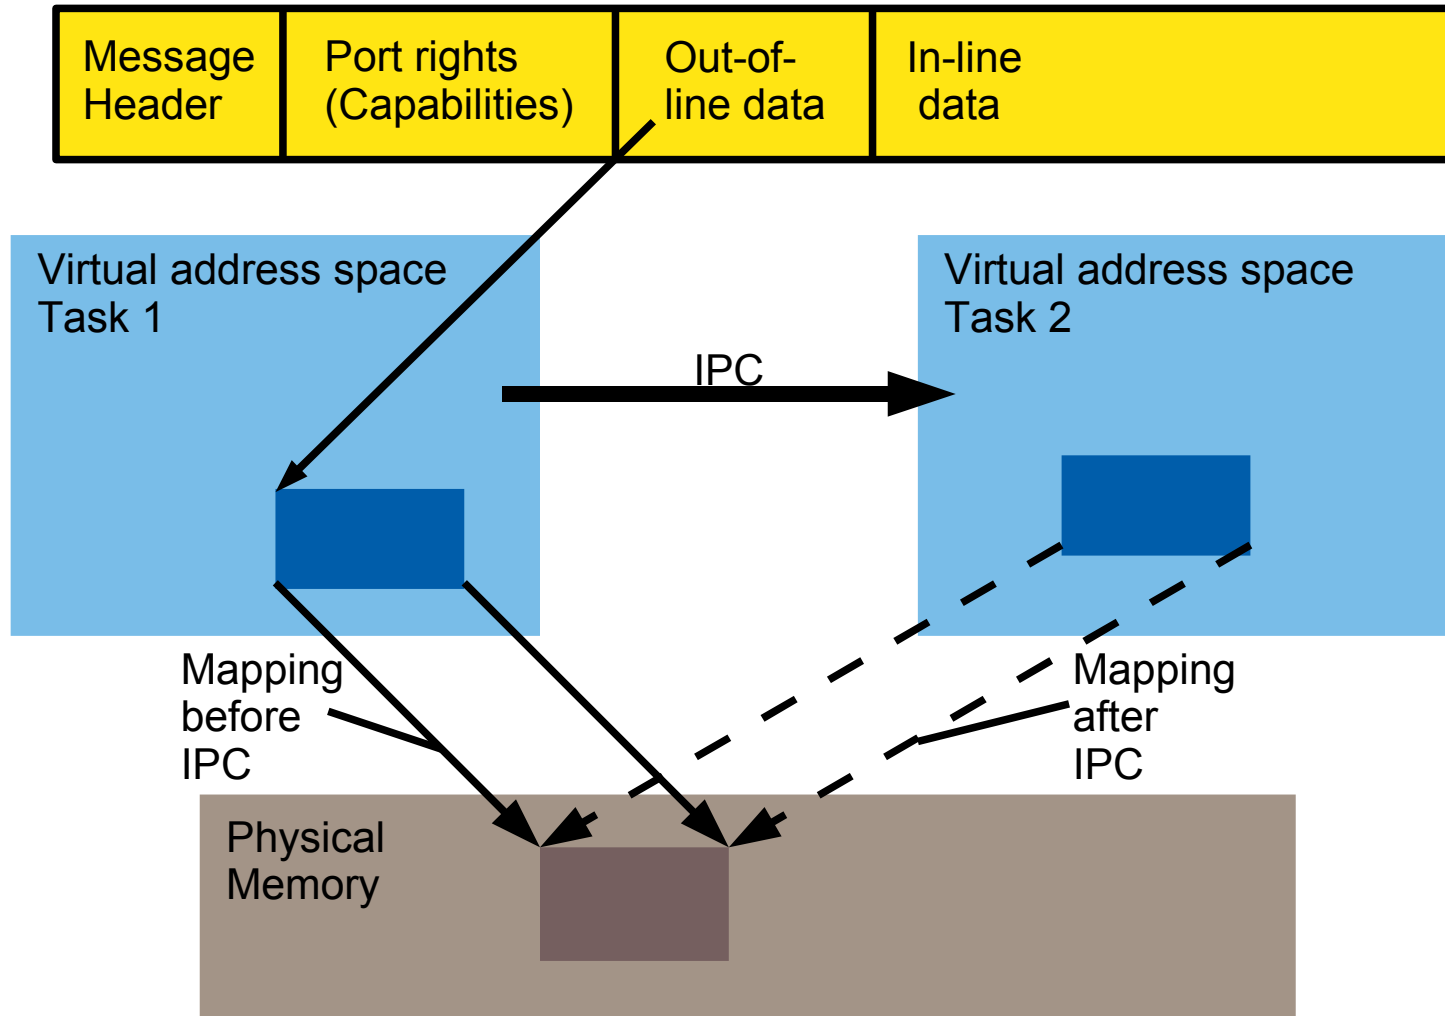 Message
Header
Port rights
(Capabilities)
Out-of-
line data
In-line
data
Virtual address space
Task 1
Virtual address space
Task 2
IPC
Mapping
before
IPC
Mapping
after
IPC
Physical
Memory